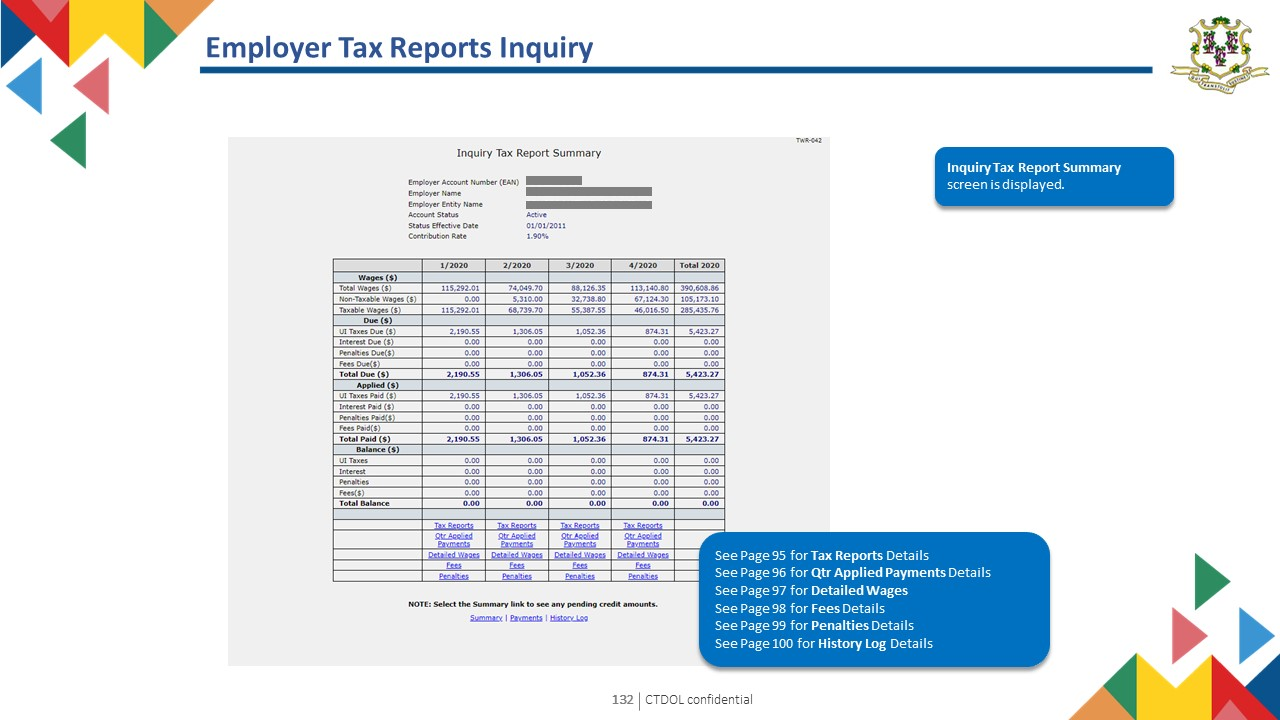 Employer Tax Reports Inquiry
TWR-042
Inquiry Tax Report Summary
Inquiry Tax Report Summary
screen is displayed.
Employer Account Number (EAN)
Employer Name
Employer Entity Name
Account Status Active
Status Effective Date 01/01/2011
Contribution Rate 1.90%
1/2020 2/2020 3/2020 4/2020 Total 2020
Wages ($)
Total Wages ($) 115,292.01 74,049.70 88,126.35 113,140.80 390,608.86
Non-Taxable Wages ($) 0.00 5,310.00 32,738.80 67,124.30 105,173.10
Taxable Wages ($) 115,292.01 68,739.70 55,387.55 46,016.50 285,435.76
Due ($)
UI Taxes Due ($) 2,190.55 1,306.05 1,052.36 874.31 5,423.27
Interest Due ($) 0.00 0.00 0.00 0.00 0.00
Penalties Due($) 0.00 0.00 0.00 0.00 0.00
Fees Due($) 0.00 0.00 0.00 0.00 0.00
Total Due ($) 2,190.55 1,306.05 1,052.36 874.31 5,423.27
Applied ($)
UI Taxes Paid ($) 2,190.55 1,306.05 1,052.36 874.31 5,423.27
Interest Paid ($) 0.00 0.00 0.00 0.00 0.00
Penalties Paid($) 0.00 0.00 0.00 0.00 0.00
Fees Paid($) 0.00 0.00 0.00 0.00 0.00
Total Paid ($) 2,190.55 1,306.05 1,052.36 874.31 5,423.27
Balance ($)
UI Taxes 0.00 0.00 0.00 0.00 0.00
Interest 0.00 0.00 0.00 0.00 0.00
Penalties 0.00 0.00 0.00 0.00 0.00
Fees($) 0.00 0.00 0.00 0.00 0.00
Total Balance 0.00 0.00 0.00 0.00 0.00
Tax Reports Tax Reports Tax Reports Tax Reports
Qtr Applied Qtr Applied Qtr Applied Qtr Applied
Payments Payments Payments Payments
Detailed Wages Detailed Wages Detailed Wages Detailed Wages
Fees Fees Fees Fees
Penalties Penalties Penalties Penalties
NOTE: Select the Summary link to see any pending credit amounts.
Summary | Payments | History Log
See Page 95 for Tax Reports Details
See Page 96 for Qtr Applied Payments Details
See Page 97 for Detailed Wages
See Page 98 for Fees Details
See Page 99 for Penalties Details
See Page 100 for History Log Details
132 | CTDOL confidential